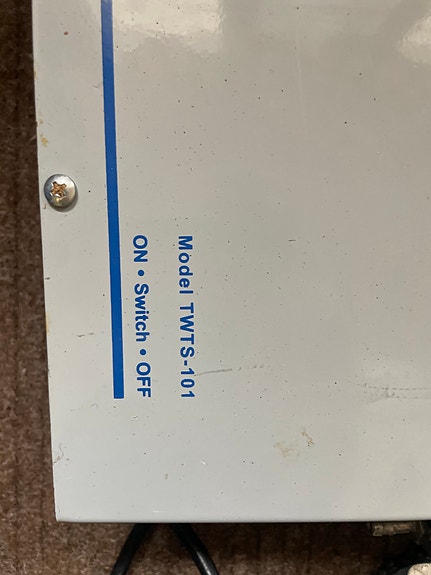 Model TWTS-101
ON • Switch • OFF